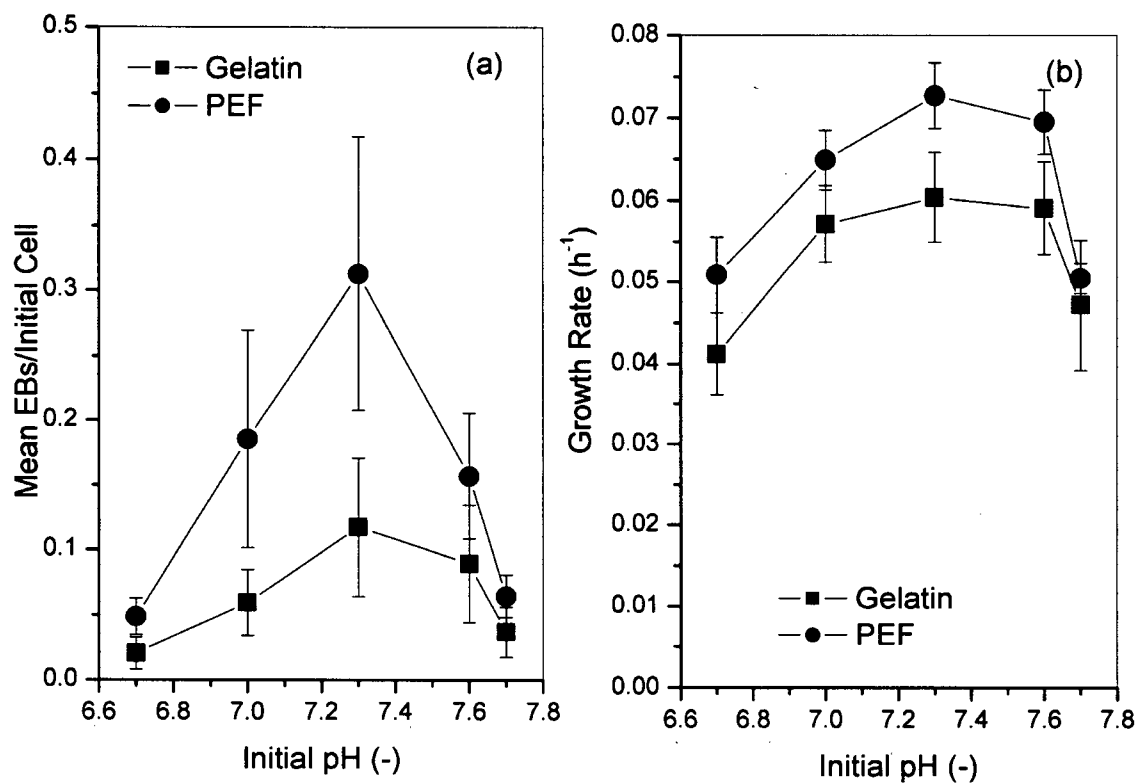 0.5
0.4
0.3
0.2
0.1
0.0
Mean EBs/Initial Cell
Gelatin
PEF
(a)
6.6 6.8 7.0 7.2 7.4 7.6 7.8
Initial pH (-)
0.08
0.07
0.06
0.05
0.04
0.03
0.02
0.01
0.00
Growth Rate (h⁻¹)
(b)
Gelatin
PEF
6.6 6.8 7.0 7.2 7.4 7.6 7.8
Initial pH (-)